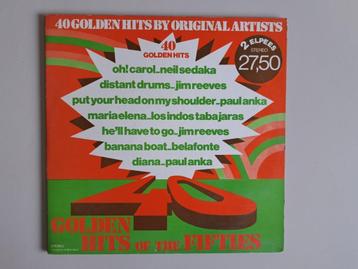 40 GOLDEN HITS BY ORIGINAL ARTISTS
40
GOLDEN HITS
2 ELPEES
STEREO
27,50
oh! carol..neil sedaka
distant drums...jim reeves
put your head on my shoulder...paul anka
maria elena..los indos tabajaras
he'll have to go..jim reeves
banana boat..belafonte
diana..paul anka
40
GOLDEN
HITS OF THE FIFTIES